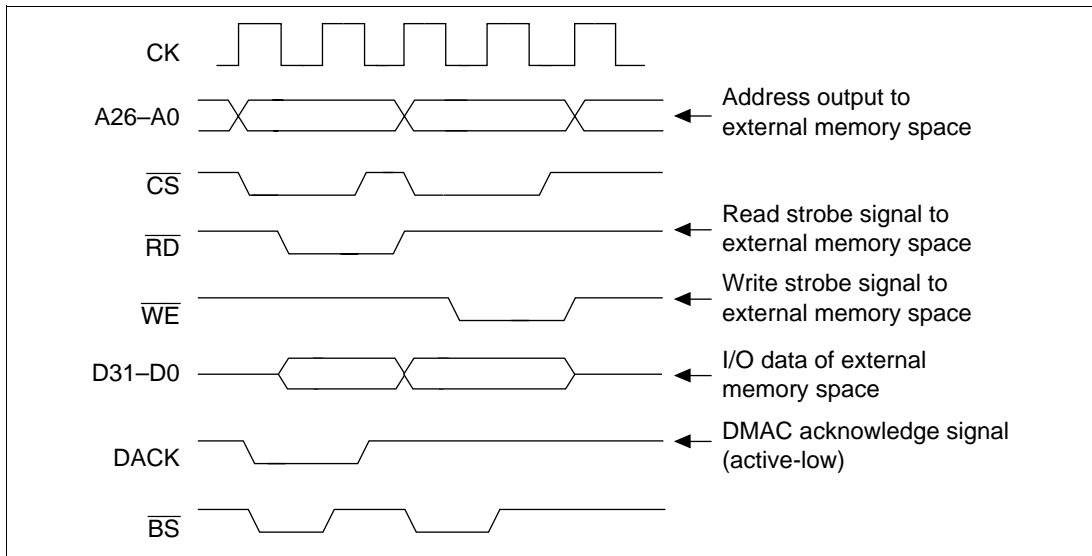 CK
A26–A0
Address output to
external memory space
CS
RD
Read strobe signal to
external memory space
WE
Write strobe signal to
external memory space
D31–D0
I/O data of external
memory space
DACK
DMAC acknowledge signal
(active-low)
BS